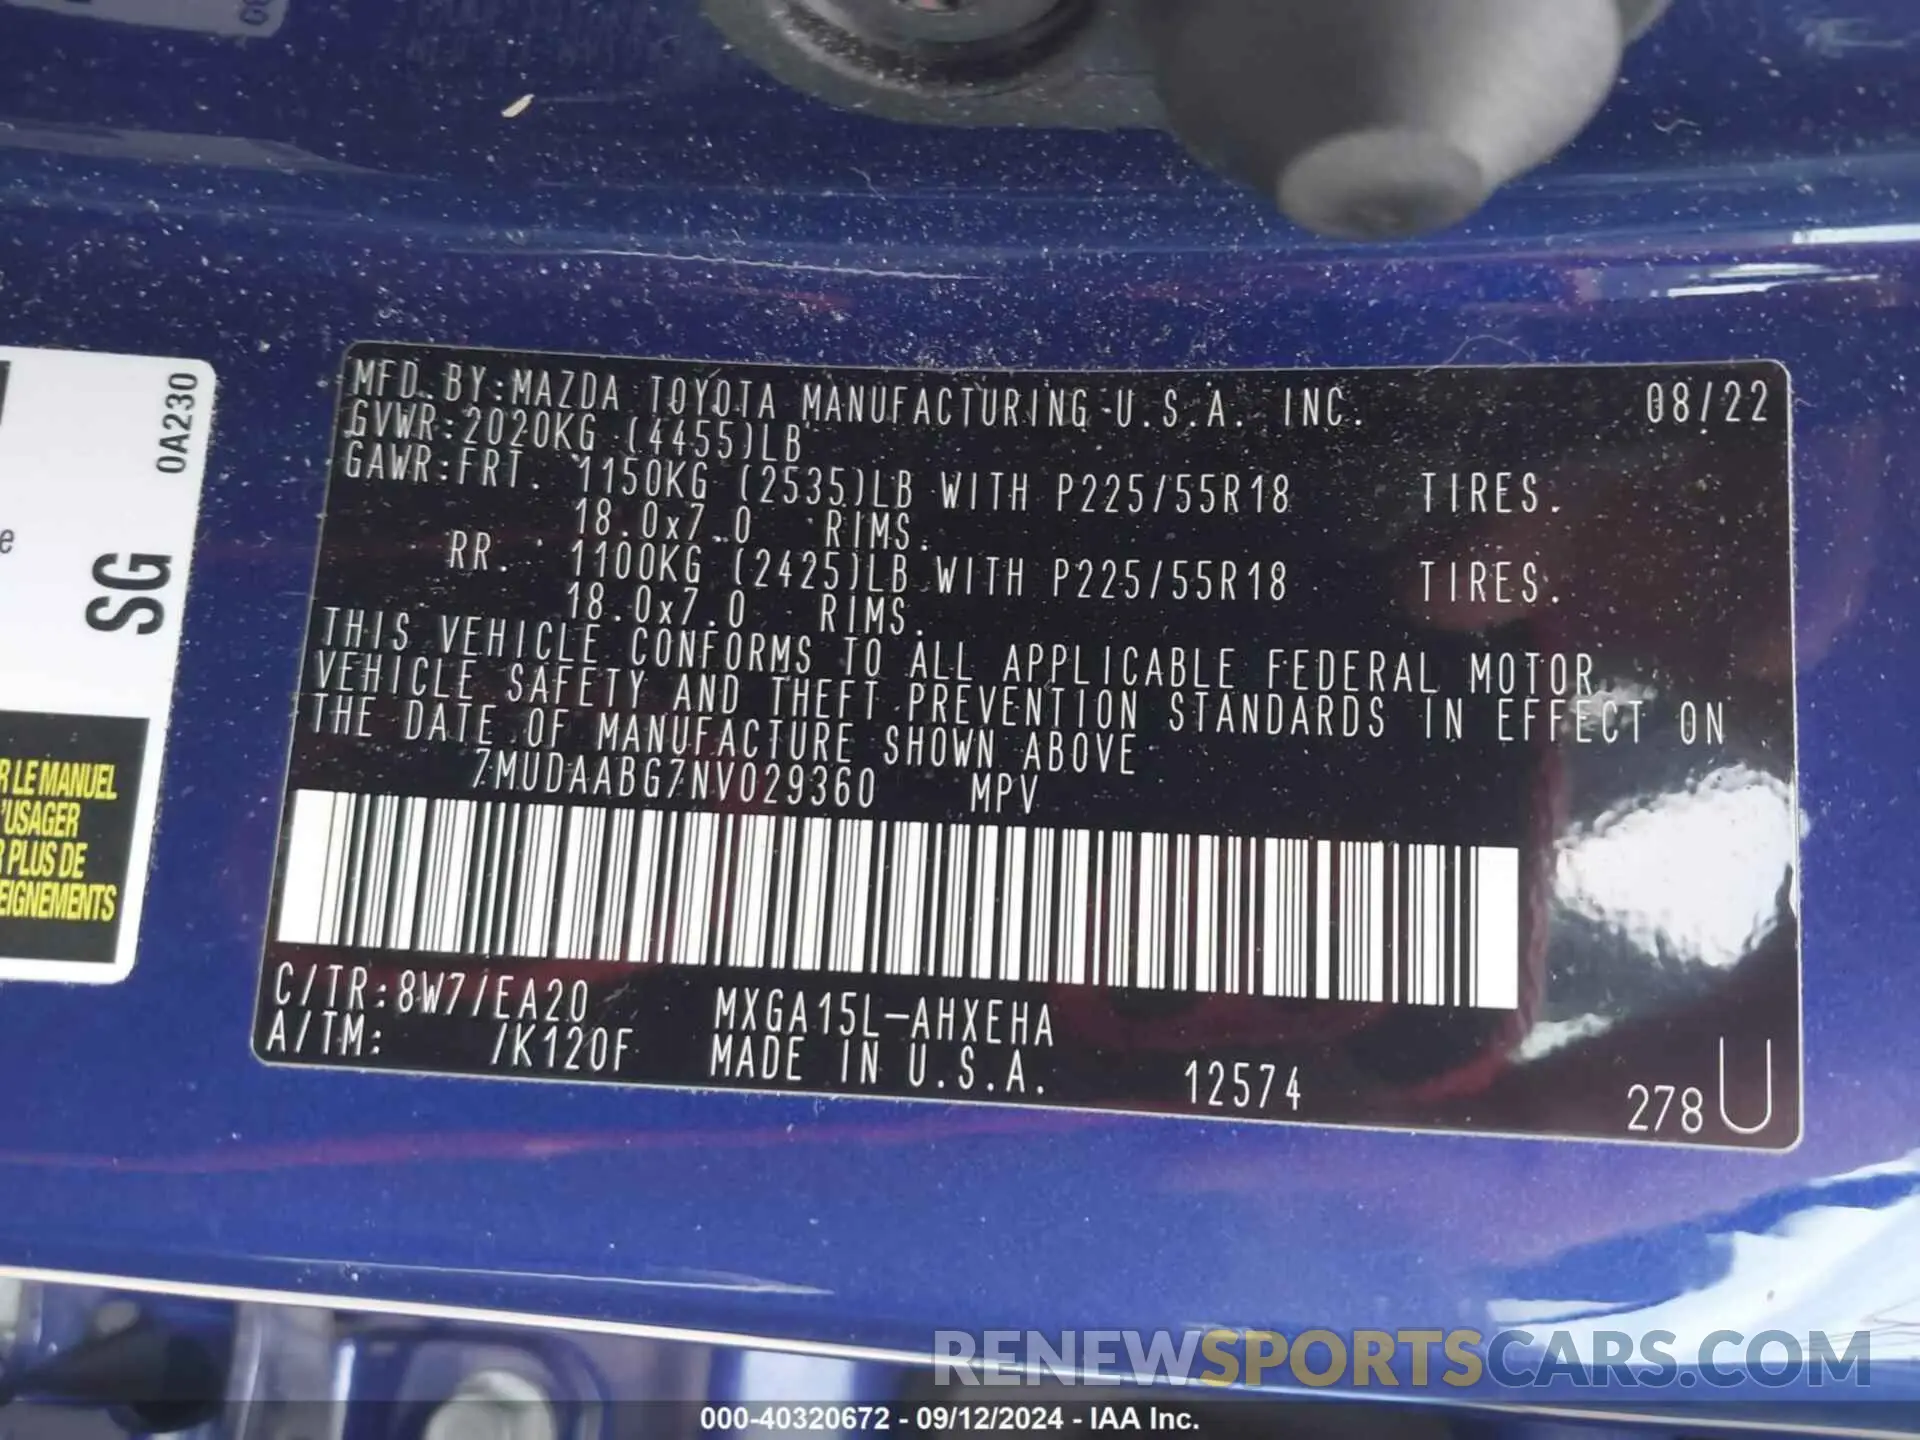 0A230
SG
e
R LE MANUEL
'USAGER
R PLUS DE
EIGNEMENTS
MFD. BY:MAZDA TOYOTA MANUFACTURING U.S.A. INC. 08/22
GVWR:2020KG (4455)LB
GAWR:FRT. 1150KG (2535)LB WITH P225/55R18 TIRES.
18.0x7.0 RIMS.
RR. 1100KG (2425)LB WITH P225/55R18 TIRES.
18.0x7.0 RIMS.
THIS VEHICLE CONFORMS TO ALL APPLICABLE FEDERAL MOTOR
VEHICLE SAFETY AND THEFT PREVENTION STANDARDS IN EFFECT ON
THE DATE OF MANUFACTURE SHOWN ABOVE
7MUDAABG7NV029360 MPV
C/TR:8W7/EA20 MXGA15L-AHXEHA
A/TM: /K120F MADE IN U.S.A. 12574
278U
RENEWSPORTSCARS.COM
000-40320672 - 09/12/2024 - IAA Inc.